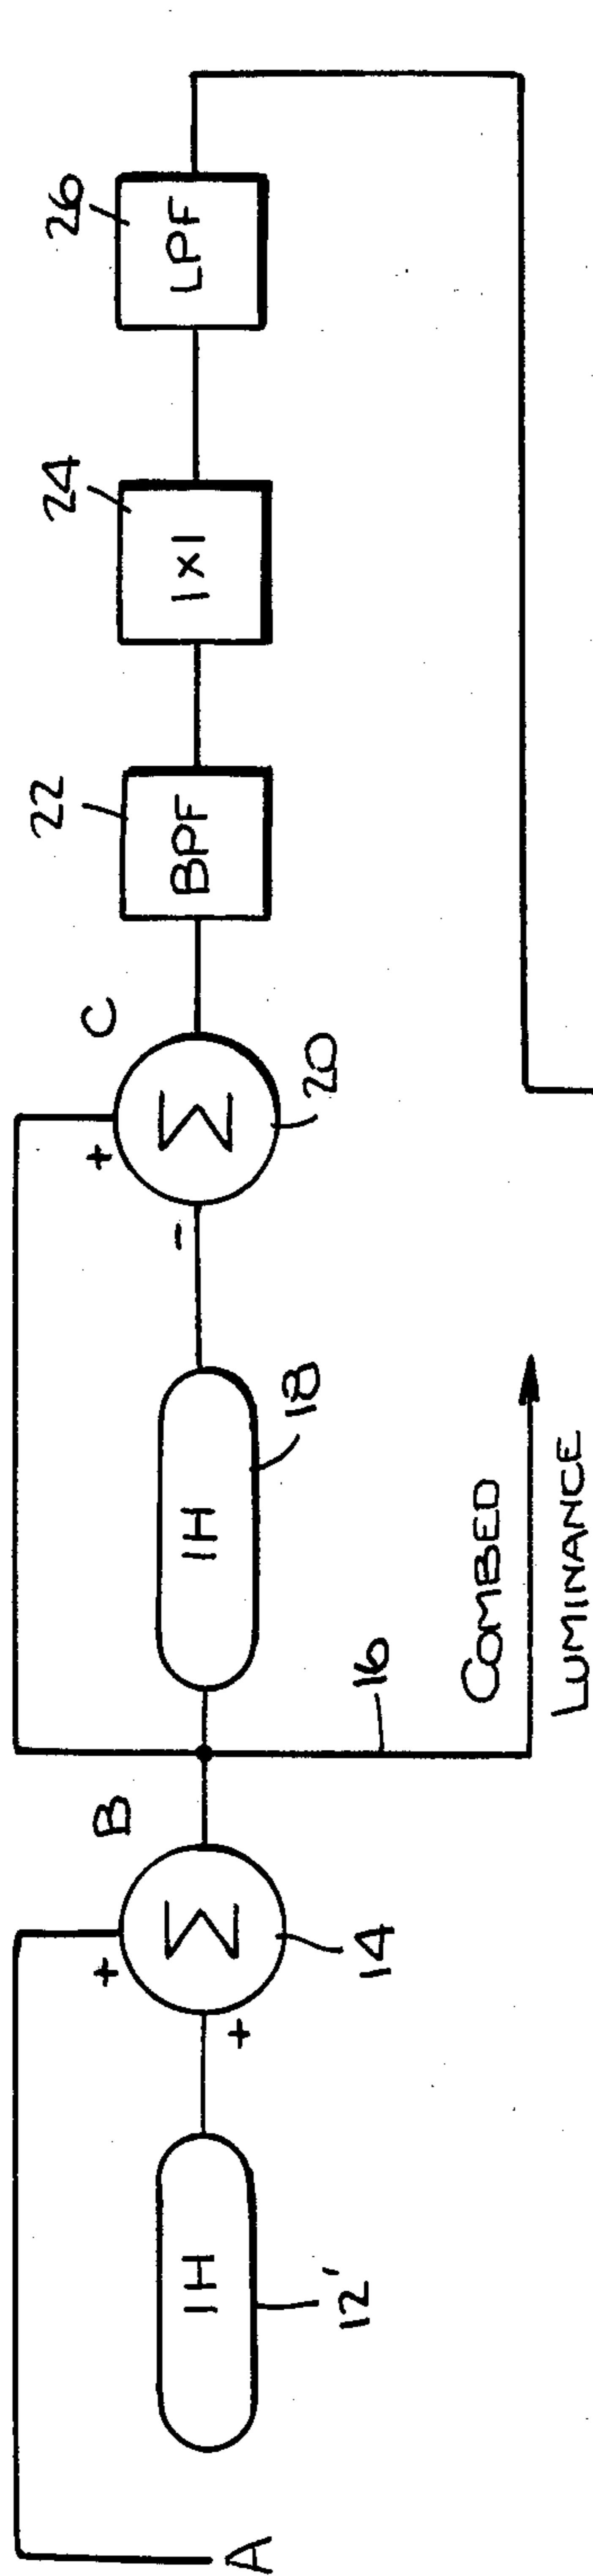 A
1H
12'
+
+
Σ
14
B
16
COMBED
LUMINANCE
1H
18
-
+
Σ
20
C
BPF
22
|x|
24
LPF
26